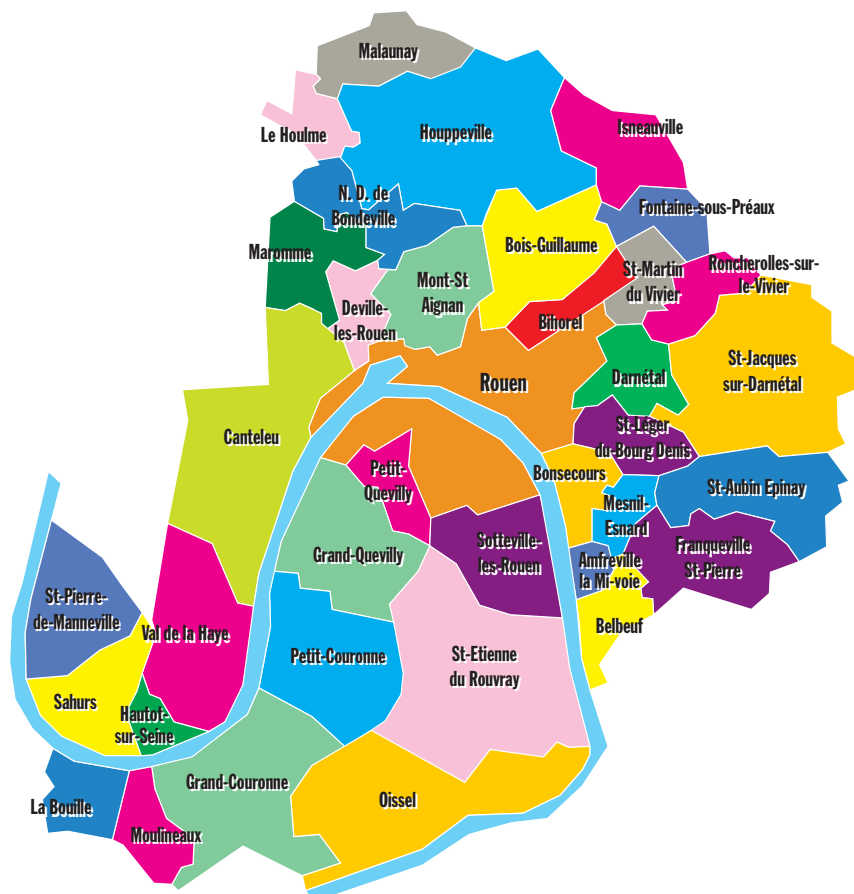 Malaunay
Le Houlme
Houppeville
Isneauville
N. D. de
Bondeville
Fontaine-sous-Préaux
Maromme
Bois-Guillaume
St-Martin
du Vivier
Roncherolles-sur-
le-Vivier
Mont-St
Aignan
Deville-
les-Rouen
Bihorel
St-Jacques
sur-Darnétal
Rouen
Darnétal
Canteleu
St-Léger
du-Bourg Denis
Petit-
Quevilly
Bonsecours
St-Aubin Epinay
Mesnil-
Esnard
Grand-Quevilly
Sotteville-
les-Rouen
Amfreville
la Mi-voie
Franqueville
St-Pierre
St-Pierre-
de-Manneville
Val de la Haye
Belbeuf
Petit-Couronne
St-Etienne
du Rouvray
Sahurs
Hautot-
sur-Seine
Grand-Couronne
Oissel
La Bouille
Moulineaux